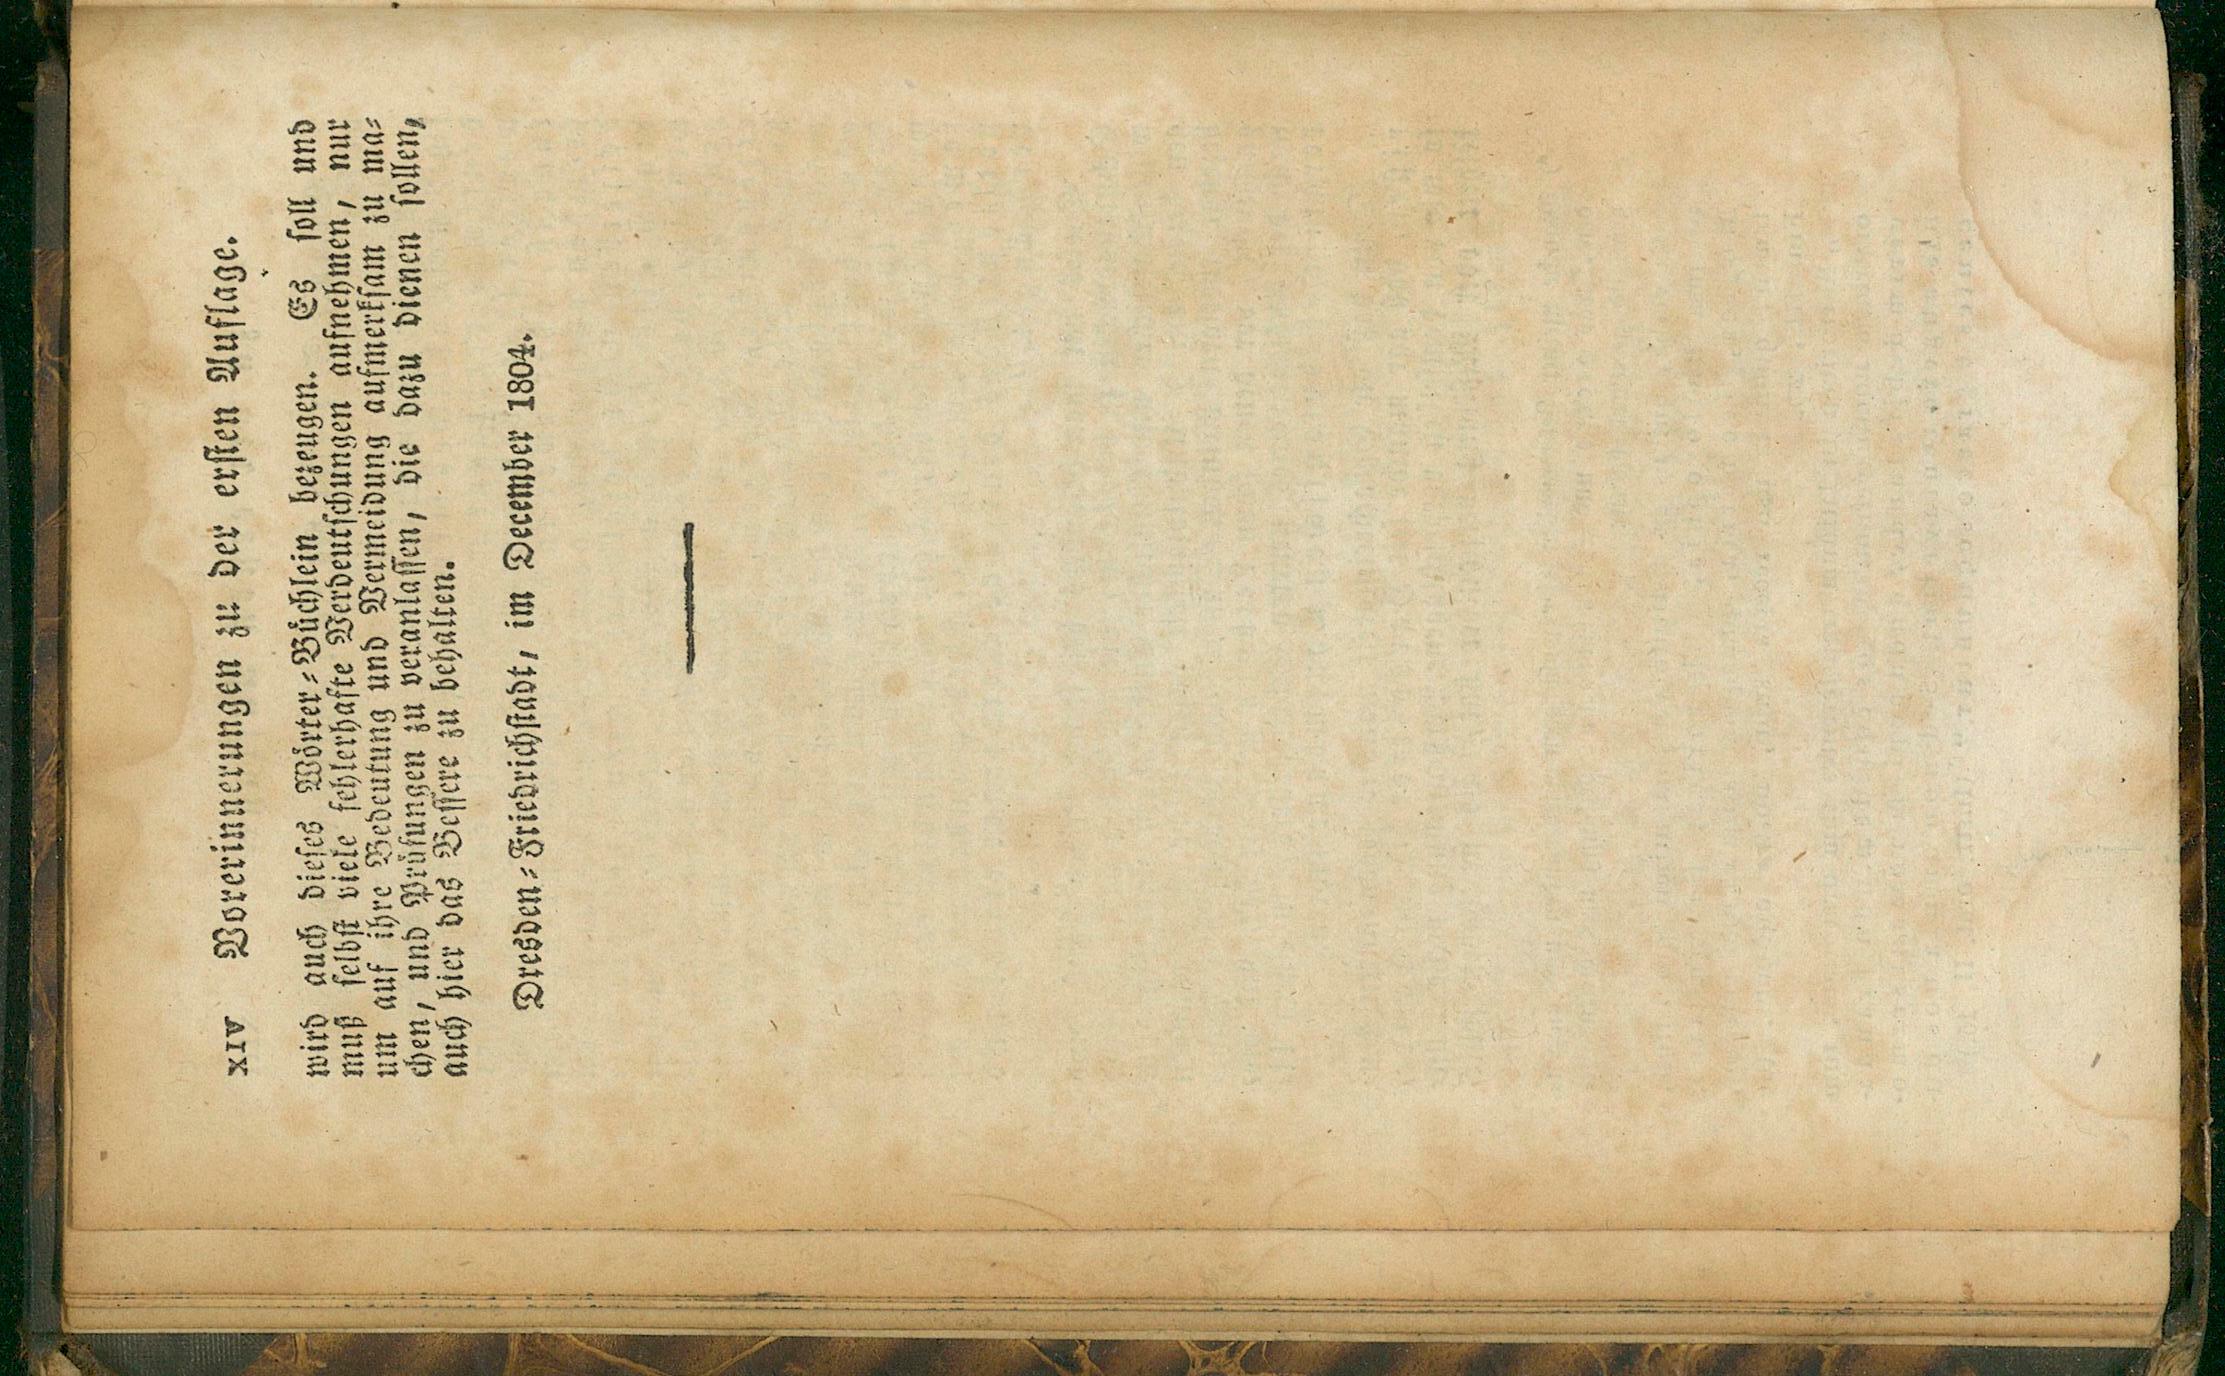 XIV Vorerinnerungen zu der ersten Auflage.
wird auch dieses Wörter-Büchlein bezeugen. Es soll und
muß selbst viele fehlerhafte Verdeutschungen aufnehmen, nur
um auf ihre Bedeutung und Vermeidung aufmerksam zu ma-
chen, und Prüfungen zu veranlassen, die dazu dienen sollen,
auch hier das Bessere zu behalten.
Dresden-Friedrichstadt, im December 1804.